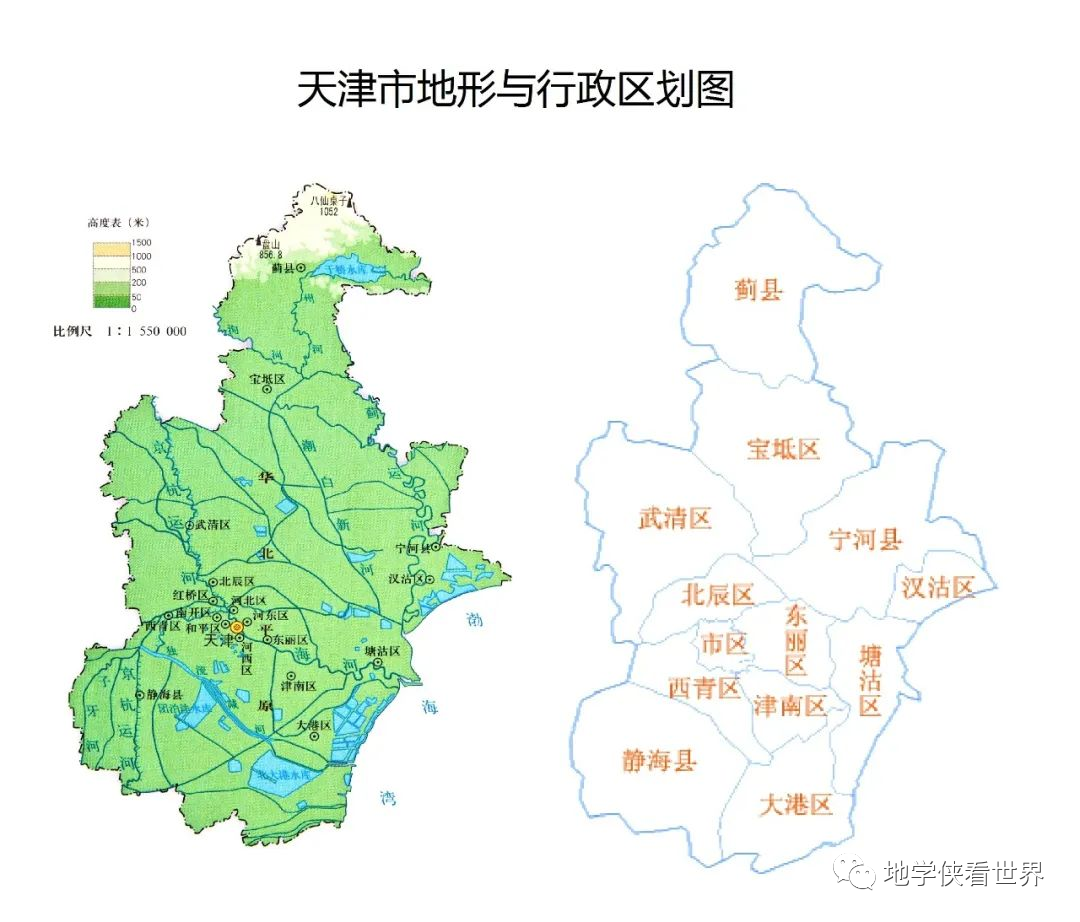 天津市地形与行政区划图
高度表（米）
1500
1000
500
200
50
0
比例尺 1：1 550 000
八仙桌子
1052
盘山
856.8
蓟县
于桥水库
州
河
泃
河
宝坻区
蓟
运
河
潮
白
新
河
京
杭
运
河
华
北
平
原
武清区
宁河县
汉沽区
北辰区
红桥区
河北区
南开区
河东区
西青区
和平区
天津
河西区
东丽区
海
河
塘沽区
津南区
静海县
团泊洼水库
大港区
北大港水库
子
牙
河
京
杭
运
河
渤
海
湾
蓟县
宝坻区
武清区
宁河县
汉沽区
北辰区
东丽区
市区
塘沽区
西青区
津南区
静海县
大港区
地学侠看世界